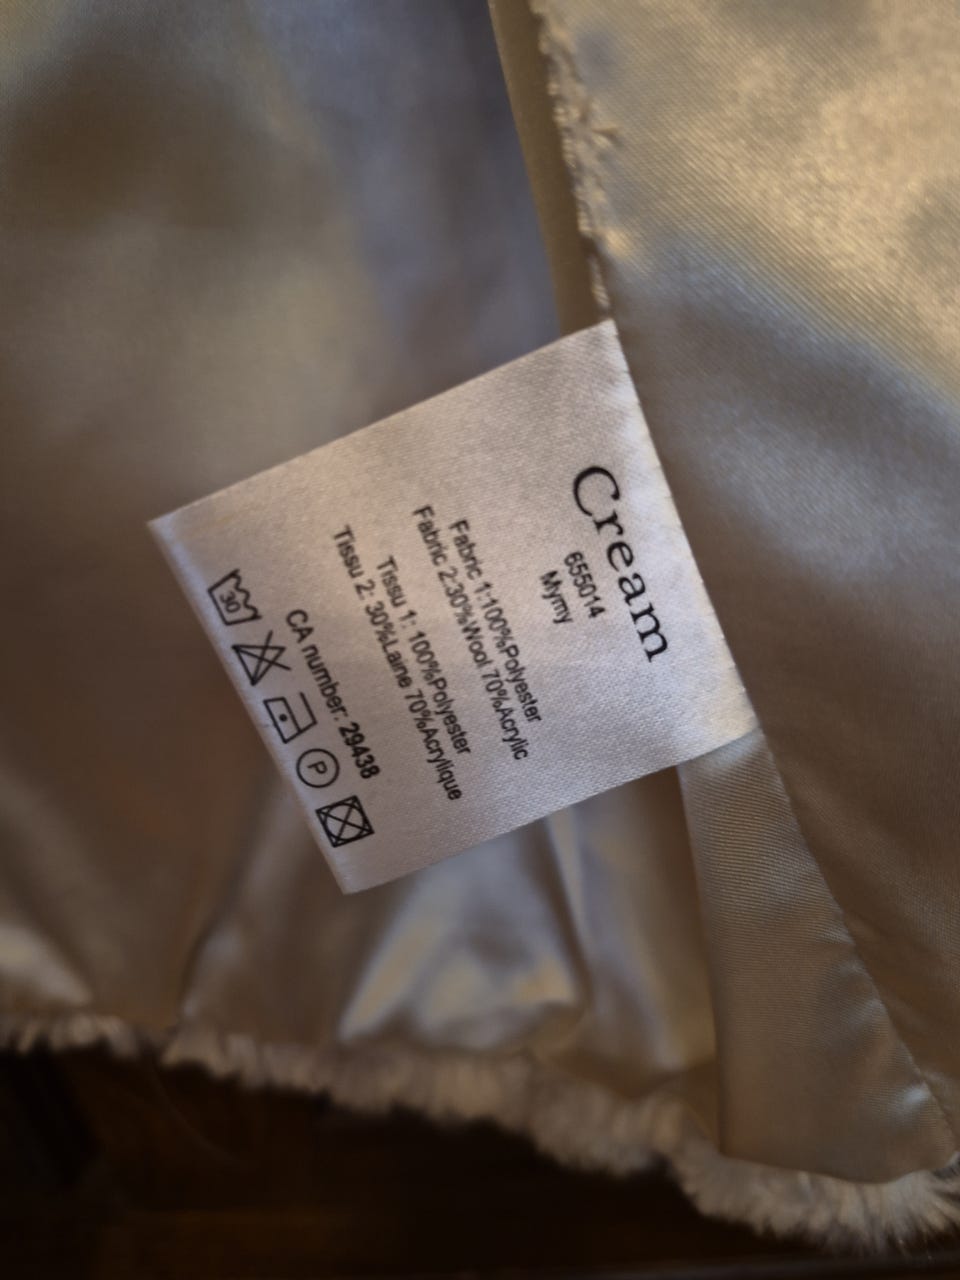 Cream
655014
Mymy
Fabric 1:100%Polyester
Fabric 2:30%Wool 70%Acrylic
Tissu 1: 100%Polyester
Tissu 2: 30%Laine 70%Acrylique
CA number: 29438
30
P